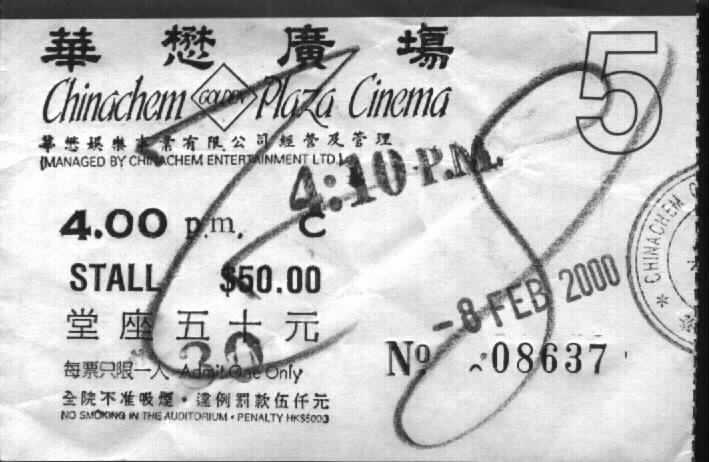 華懋廣場
Chinachem GOLDEN Plaza Cinema
5
華懋娛樂事業有限公司經營及管理
(MANAGED BY CHINACHEM ENTERTAINMENT LTD.)
4:10 P.M.
4.00 p.m. C
STALL $50.00
堂座五十元
- 8 FEB 2000
CHINACHEM
30
Nº 08637
每票只限一人 Admit One Only
全院不准吸煙・違例罰款伍仟元
NO SMOKING IN THE AUDITORIUM • PENALTY HK$5000